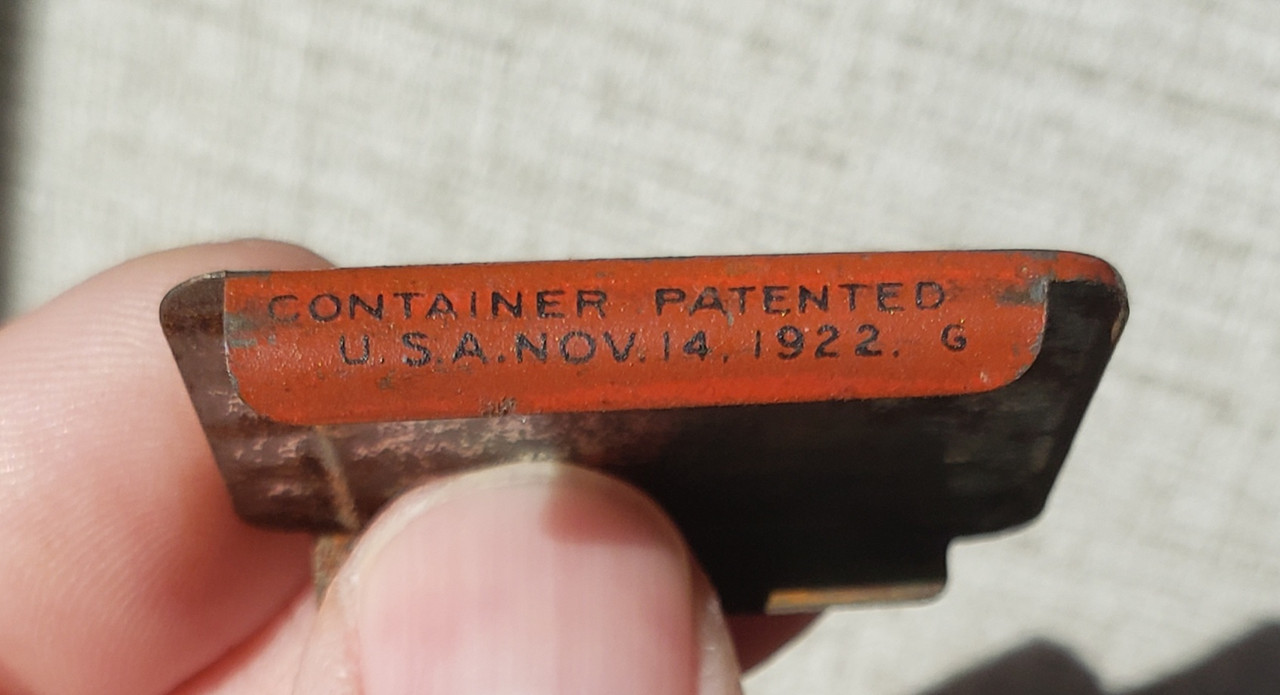 CONTAINER PATENTED
U.S.A. NOV. 14, 1922. G